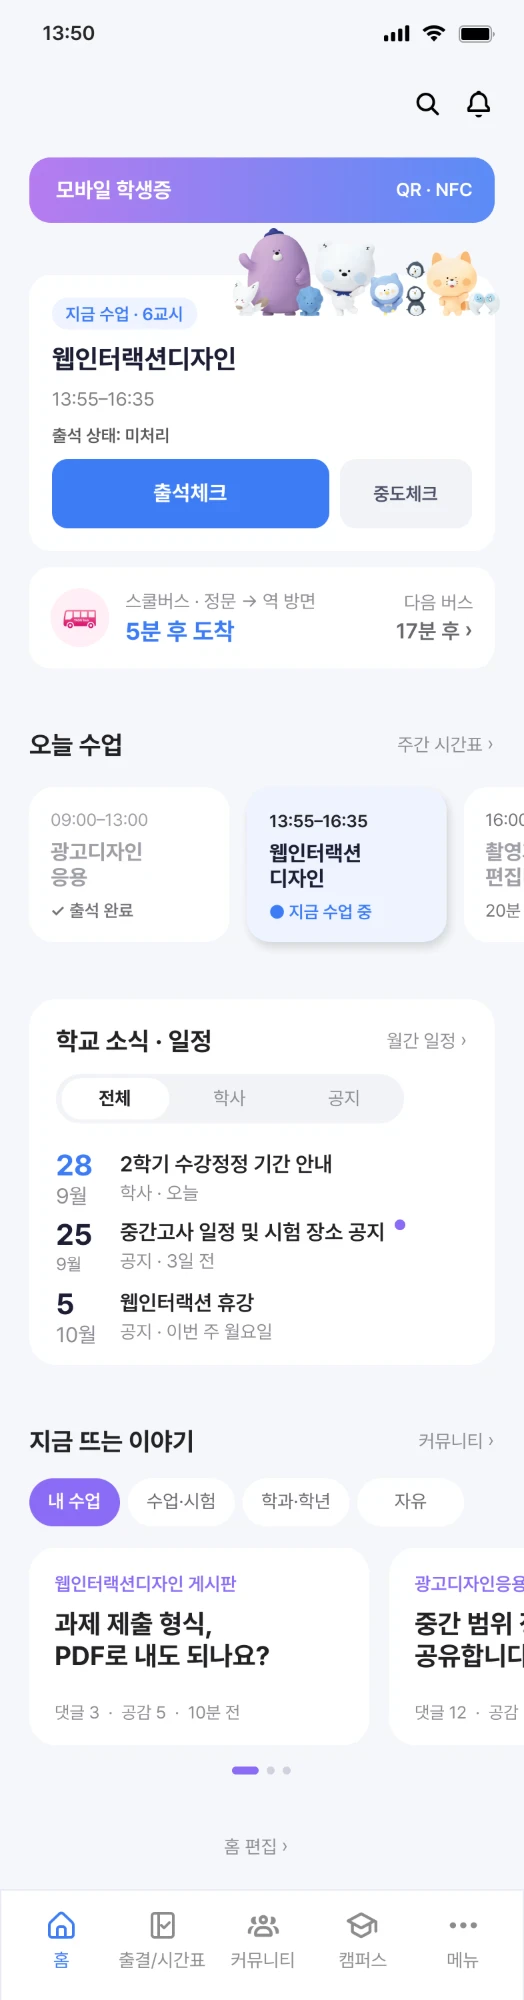 13:50
모바일 학생증
QR · NFC
지금 수업 · 6교시
웹인터랙션디자인
13:55–16:35
출석 상태: 미처리
출석체크
중도체크
스쿨버스 · 정문 → 역 방면
다음 버스
5분 후 도착
17분 후 ›
오늘 수업
주간 시간표 ›
09:00–13:00
광고디자인
응용
✓ 출석 완료
13:55–16:35
웹인터랙션
디자인
지금 수업 중
16:00
촬영
편집
20분
학교 소식 · 일정
월간 일정 ›
전체
학사
공지
28
9월
2학기 수강정정 기간 안내
학사 · 오늘
25
9월
중간고사 일정 및 시험 장소 공지
공지 · 3일 전
5
10월
웹인터랙션 휴강
공지 · 이번 주 월요일
지금 뜨는 이야기
커뮤니티 ›
내 수업
수업·시험
학과·학년
자유
웹인터랙션디자인 게시판
과제 제출 형식,
PDF로 내도 되나요?
댓글 3 · 공감 5 · 10분 전
광고디자인응용
중간 범위
공유합니다
댓글 12 · 공감
홈 편집 ›
홈
출결/시간표
커뮤니티
캠퍼스
메뉴